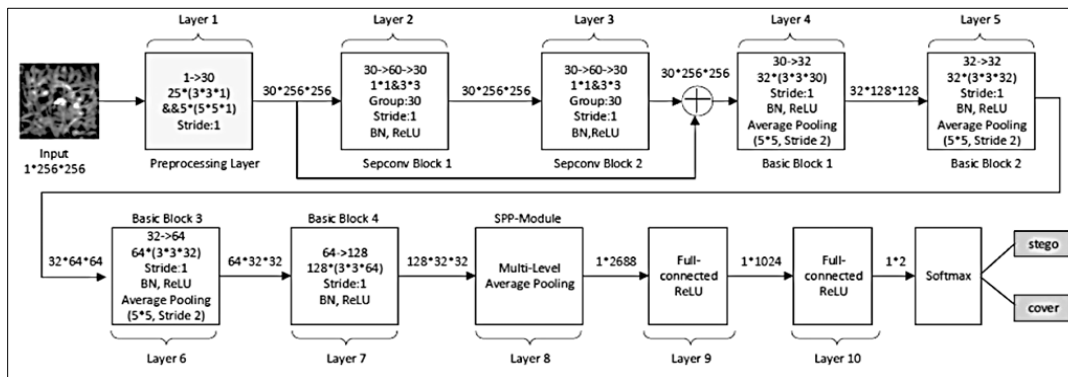 Layer 1
Layer 2
Layer 3
Layer 4
Layer 5
1->30
25*(3*3*1)
&&5*(5*5*1)
Stride:1
30->60->30
1*1&3*3
Group:30
Stride:1
BN, ReLU
30->60->30
1*1&3*3
Group:30
Stride:1
BN,ReLU
30->32
32*(3*3*30)
Stride:1
BN, ReLU
Average Pooling
(5*5, Stride 2)
32->32
32*(3*3*32)
Stride:1
BN, ReLU
Average Pooling
(5*5, Stride 2)
30*256*256
30*256*256
30*256*256
32*128*128
Input
1*256*256
Preprocessing Layer
Sepconv Block 1
Sepconv Block 2
Basic Block 1
Basic Block 2
Basic Block 3
Basic Block 4
SPP-Module
32*64*64
32->64
64*(3*3*32)
Stride:1
BN, ReLU
Average Pooling
(5*5, Stride 2)
64*32*32
64->128
128*(3*3*64)
Stride:1
BN, ReLU
128*32*32
Multi-Level
Average Pooling
1*2688
Full-
connected
ReLU
1*1024
Full-
connected
ReLU
1*2
Softmax
stego
cover
Layer 6
Layer 7
Layer 8
Layer 9
Layer 10